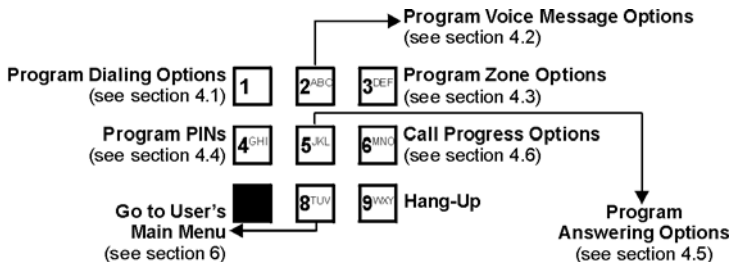 Program Voice Message Options
(see section 4.2)
Program Dialing Options
(see section 4.1)
1
2ABC
3DEF
Program Zone Options
(see section 4.3)
Program PINs
(see section 4.4)
4GHI
5JKL
6MNO
Call Progress Options
(see section 4.6)
Go to User's
Main Menu
(see section 6)
8TUV
9WXY
Hang-Up
Program
Answering Options
(see section 4.5)